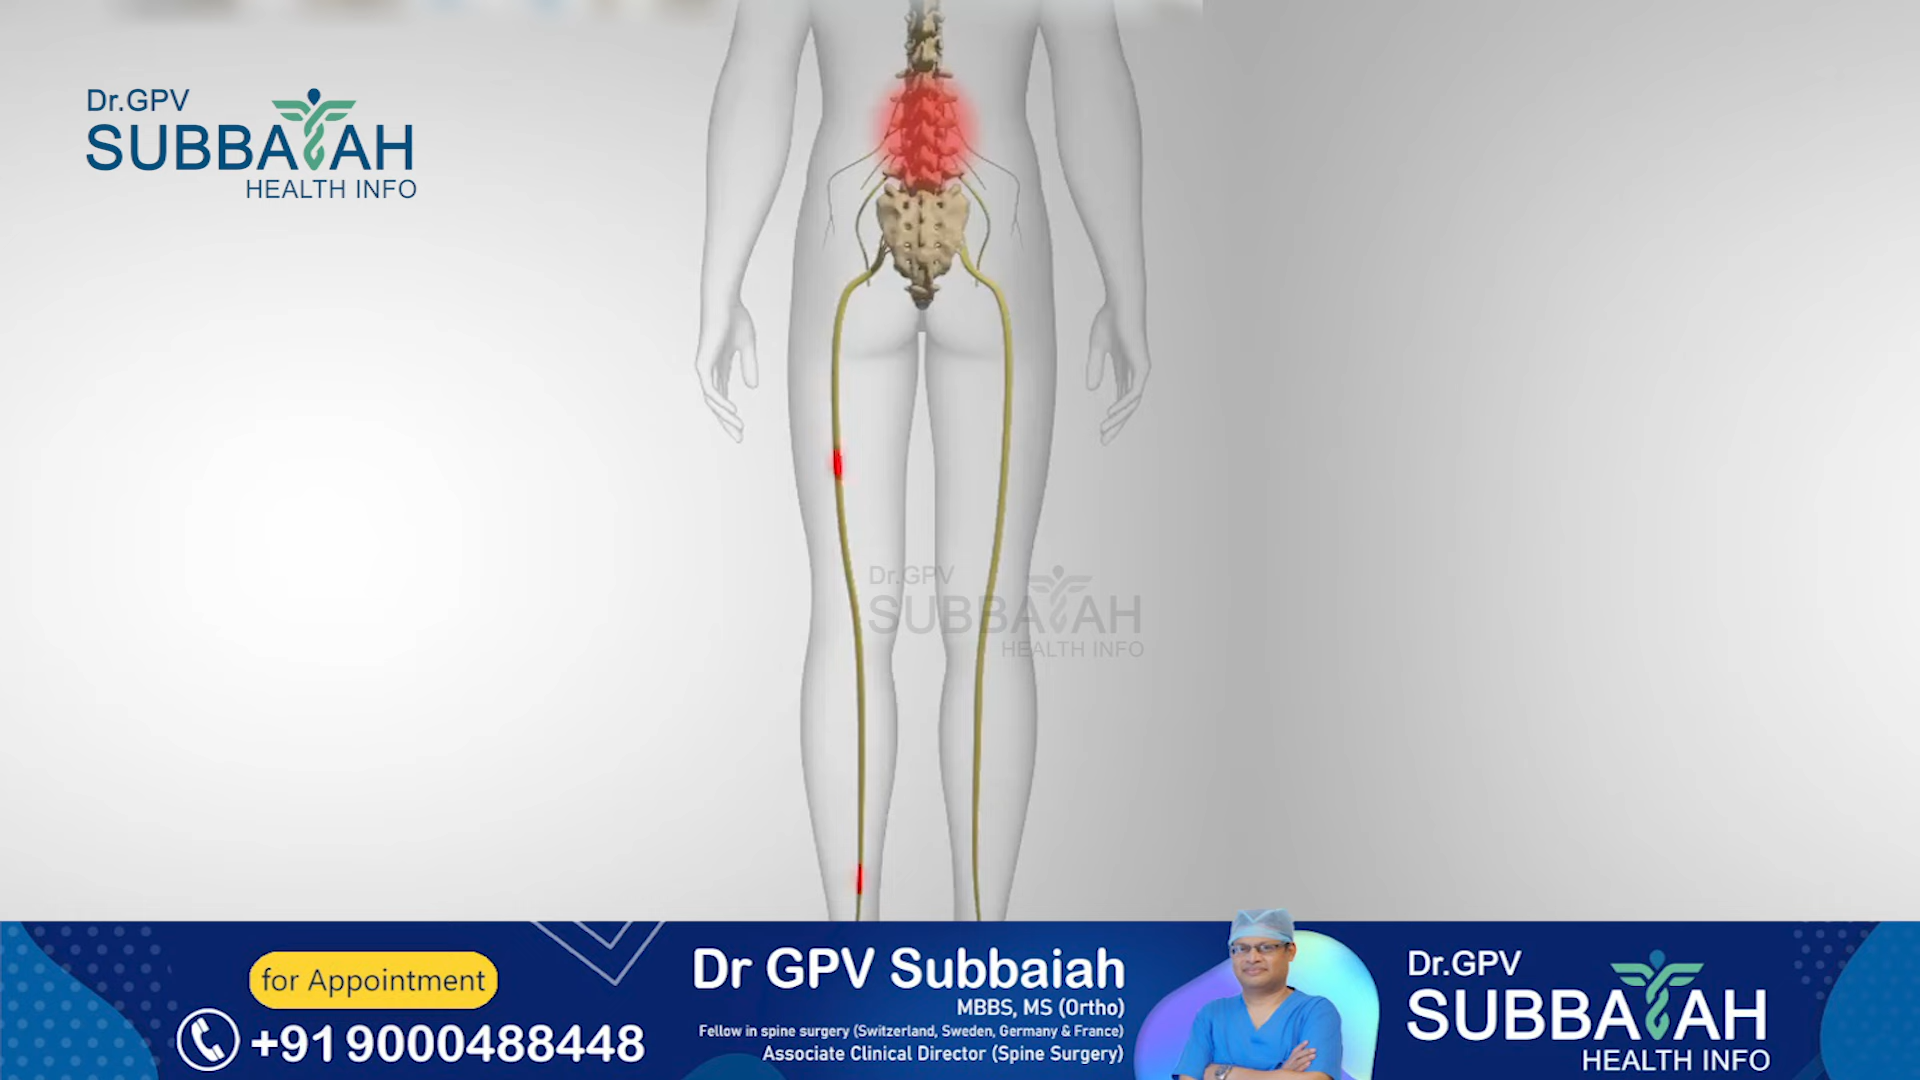 Dr.GPV
SUBBAIAH
HEALTH INFO
Dr.GPV
SUBBAIAH
HEALTH INFO
for Appointment
+91 9000488448
Dr GPV Subbaiah
MBBS, MS (Ortho)
Fellow in spine surgery (Switzerland, Sweden, Germany & France)
Associate Clinical Director (Spine Surgery)
Dr.GPV
SUBBAIAH
HEALTH INFO